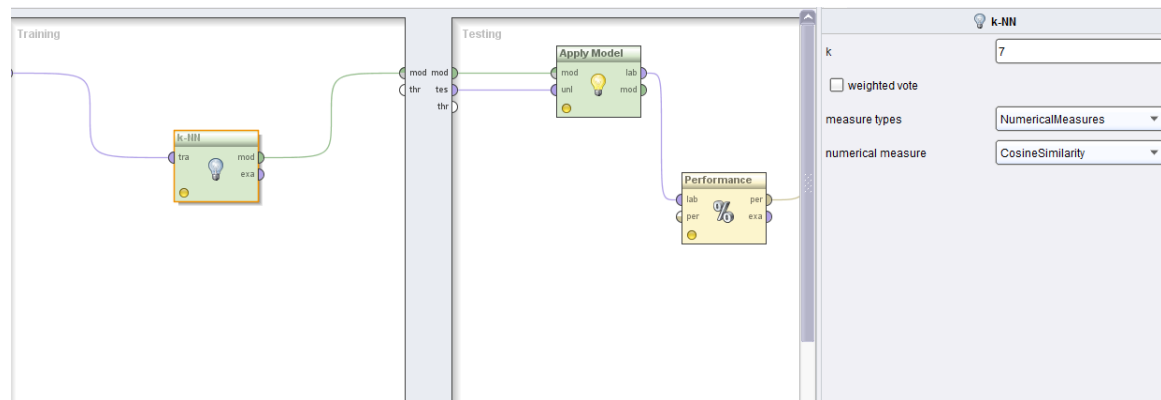 Training
mod
thr
k-NN
tra
mod
exa
Testing
mod
tes
thr
Apply Model
mod
lab
unl
mod
Performance
lab
per
per
exa
%
k-NN
k
7
weighted vote
measure types
NumericalMeasures
numerical measure
CosineSimilarity